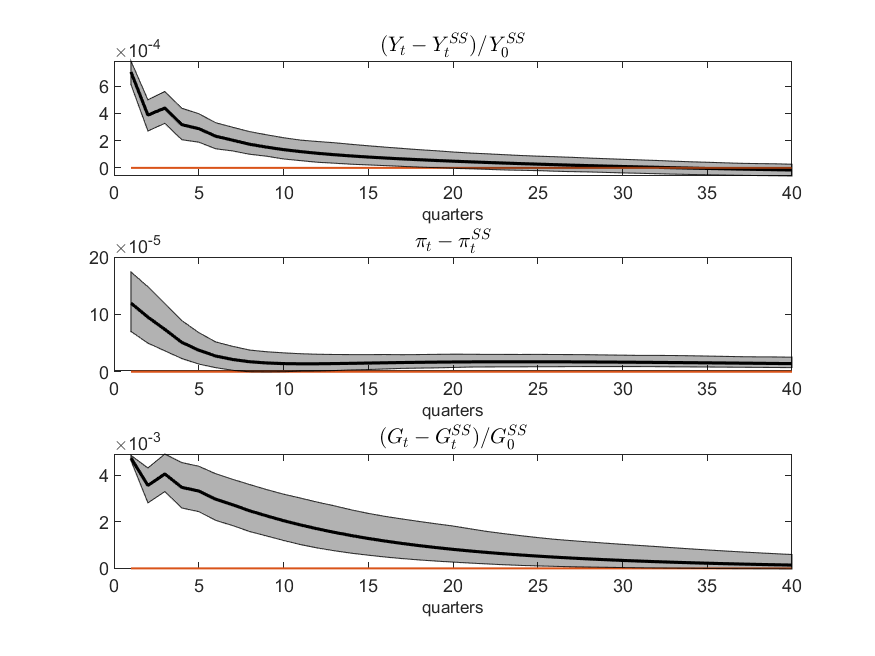 (Y_t − Y_t^{SS})/Y_0^{SS}
×10^{-4}
6
4
2
0
0 5 10 15 20 25 30 35 40
quarters
π_t − π_t^{SS}
×10^{-5}
20
10
0
0 5 10 15 20 25 30 35 40
quarters
(G_t − G_t^{SS})/G_0^{SS}
×10^{-3}
4
2
0
0 5 10 15 20 25 30 35 40
quarters